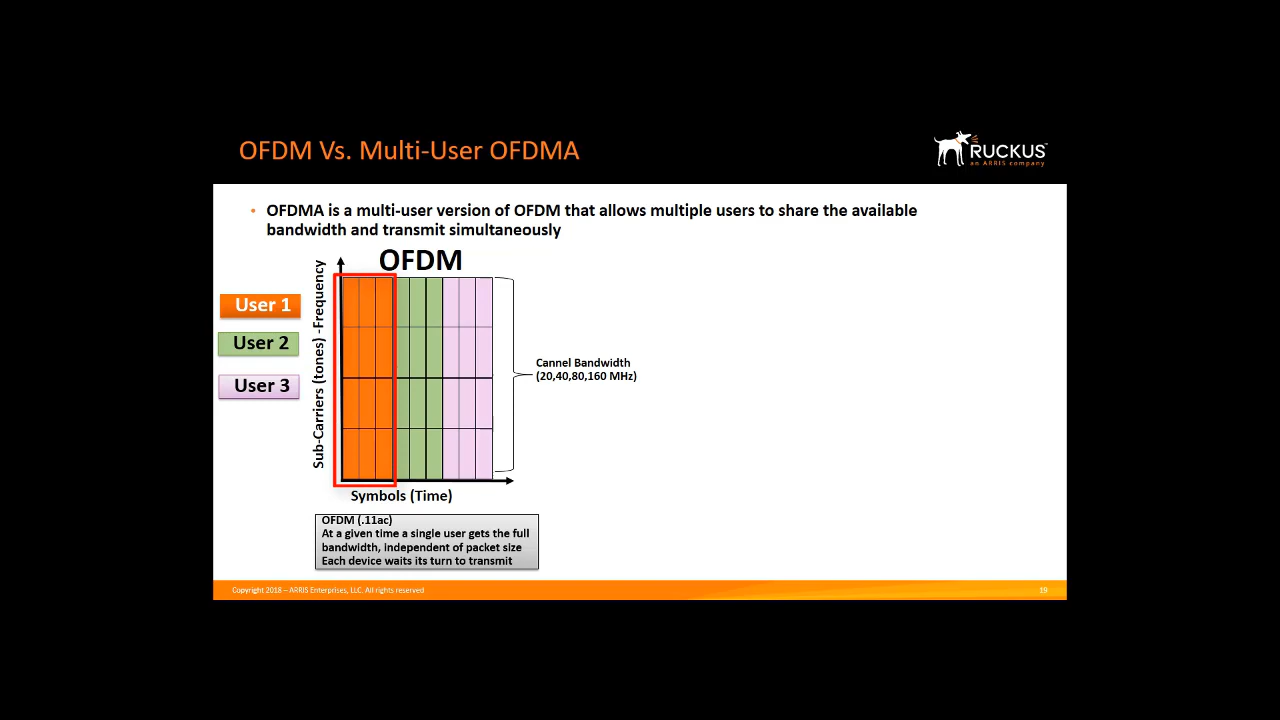 OFDM Vs. Multi-User OFDMA
RUCKUS™
an ARRIS company
• OFDMA is a multi-user version of OFDM that allows multiple users to share the available
bandwidth and transmit simultaneously
OFDM
User 1
User 2
User 3
Sub-Carriers (tones) -Frequency
Cannel Bandwidth
(20,40,80,160 MHz)
Symbols (Time)
OFDM (.11ac)
At a given time a single user gets the full
bandwidth, independent of packet size
Each device waits its turn to transmit
Copyright 2018 – ARRIS Enterprises, LLC. All rights reserved
19